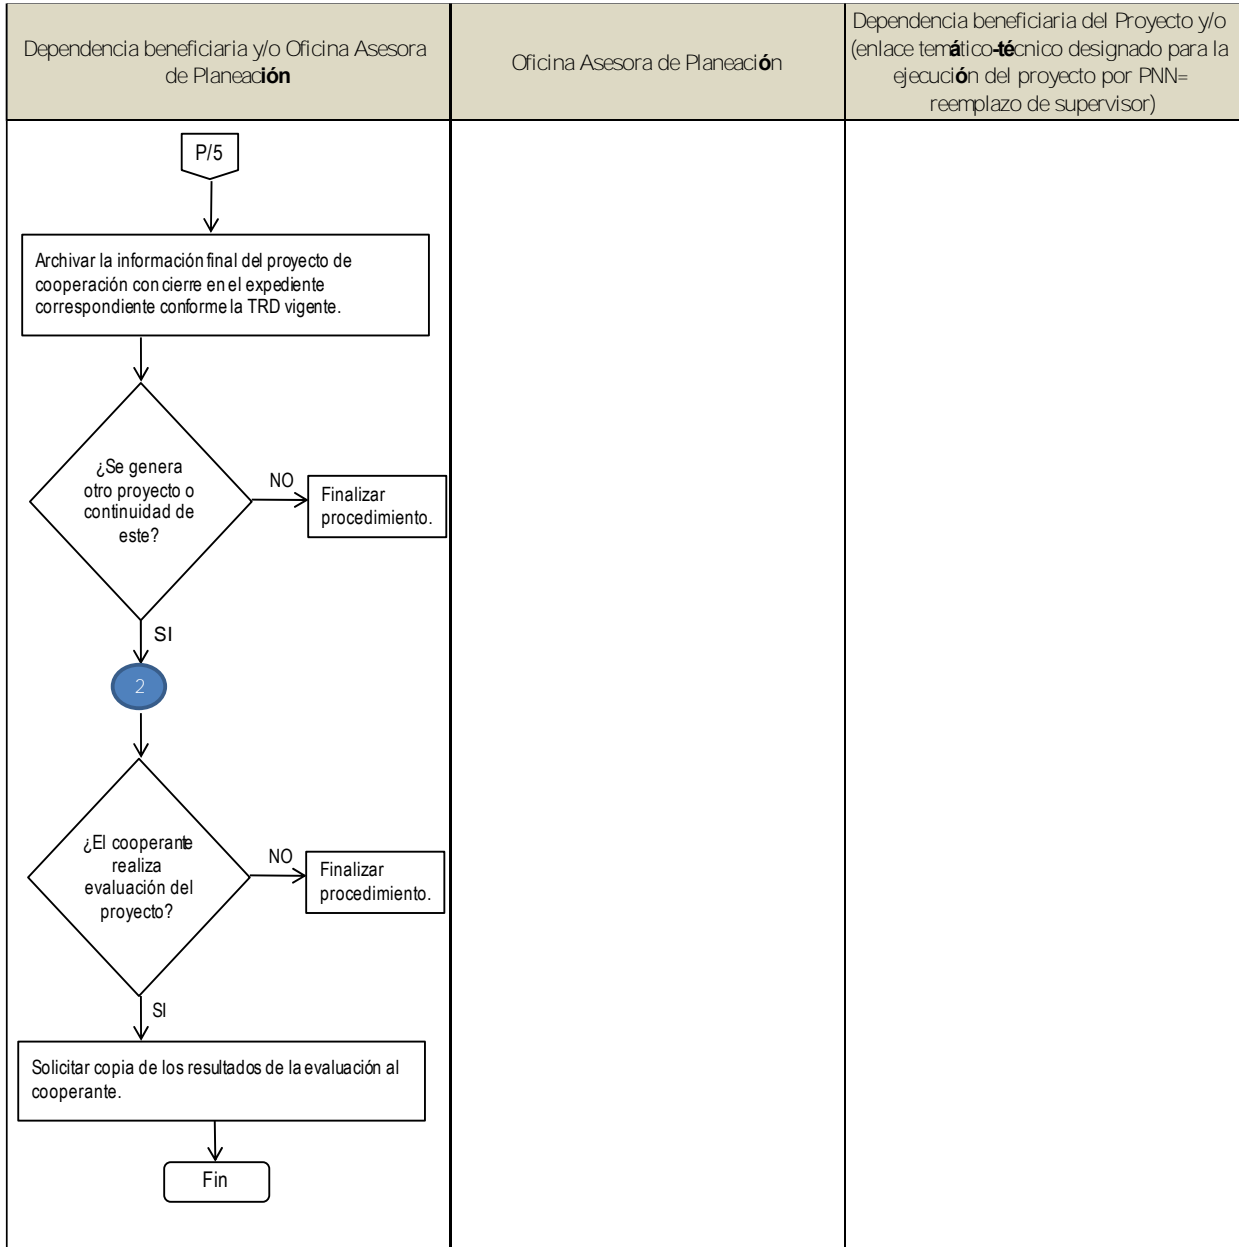 Dependencia beneficiaria y/o Oficina Asesora
de Planeación
Oficina Asesora de Planeación
Dependencia beneficiaria del Proyecto y/o
(enlace temático-técnico designado para la
ejecución del proyecto por PNN=
reemplazo de supervisor)
P/5
Archivar la información final del proyecto de
cooperación con cierre en el expediente
correspondiente conforme la TRD vigente.
¿Se genera
otro proyecto o
continuidad de
este?
NO
Finalizar
procedimiento.
SI
2
¿El cooperante
realiza
evaluación del
proyecto?
NO
Finalizar
procedimiento.
SI
Solicitar copia de los resultados de la evaluación al
cooperante.
Fin